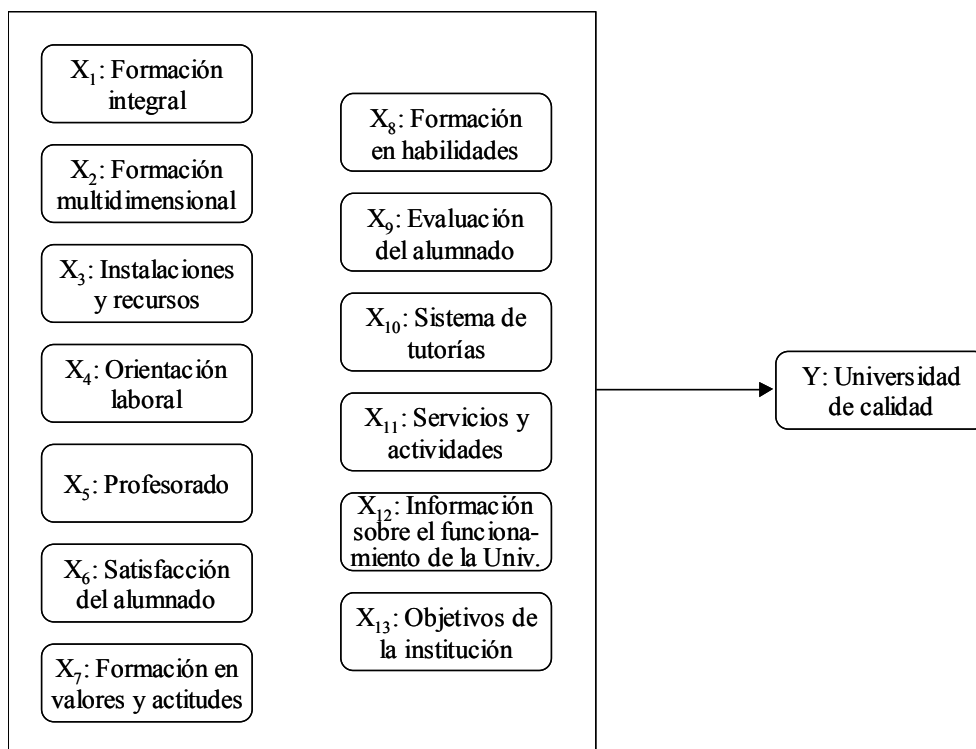 X₁: Formación
integral
X₂: Formación
multidimensional
X₃: Instalaciones
y recursos
X₄: Orientación
laboral
X₅: Profesorado
X₆: Satisfacción
del alumnado
X₇: Formación en
valores y actitudes
X₈: Formación
en habilidades
X₉: Evaluación
del alumnado
X₁₀: Sistema de
tutorías
X₁₁: Servicios y
actividades
X₁₂: Información
sobre el funciona-
miento de la Univ.
X₁₃: Objetivos de
la institución
Y: Universidad
de calidad